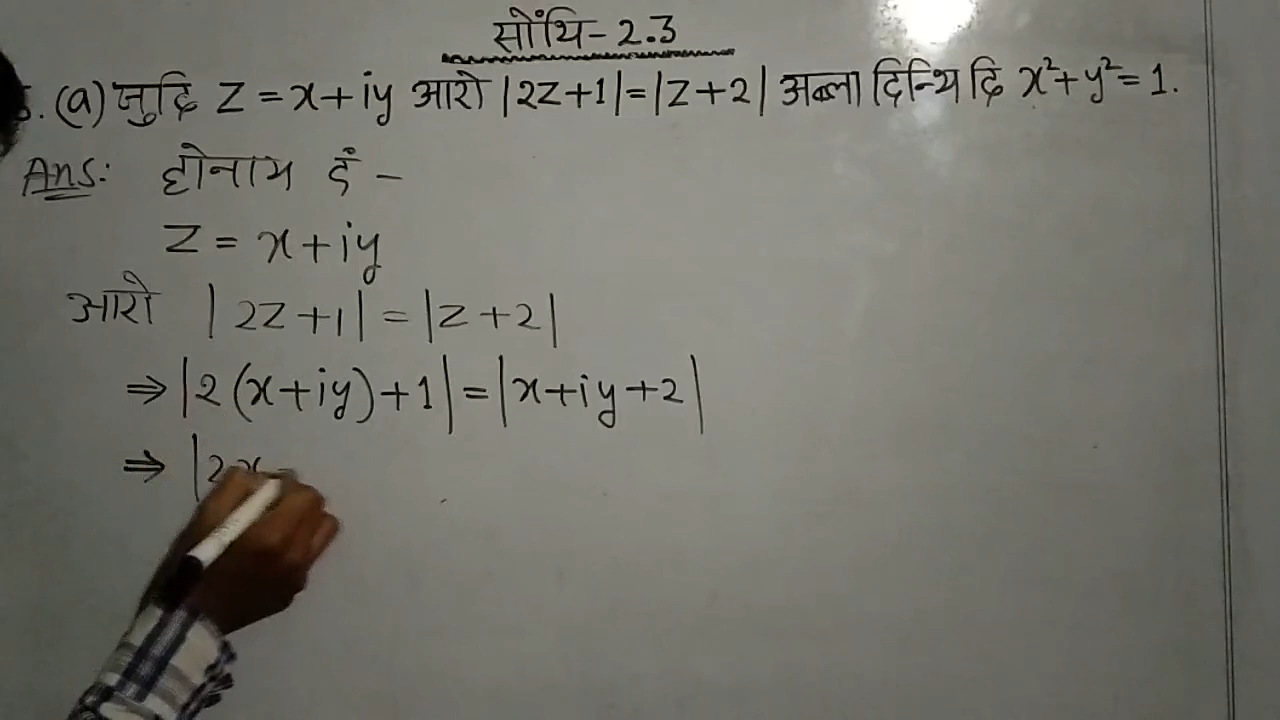 सोंथि- 2.3
(a) जुदि z = x + iy आरो |2z+1| = |z+2| अब्ला दिन्थि दि x² + y² = 1.
Ans: होनाय दं -
z = x + iy
आरो |2z+1| = |z+2|
⇒ |2(x+iy)+1| = |x+iy+2|
⇒ |2x